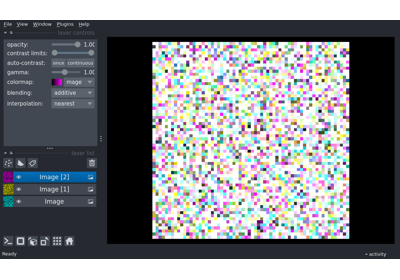 File View Window Plugins Help
layer controls
opacity: 1.00
contrast limits:
auto-contrast: once continuous
gamma: 1.00
colormap: magenta
blending: additive
interpolation: nearest
layer list
Image [2]
Image [1]
Image
Ready
activity